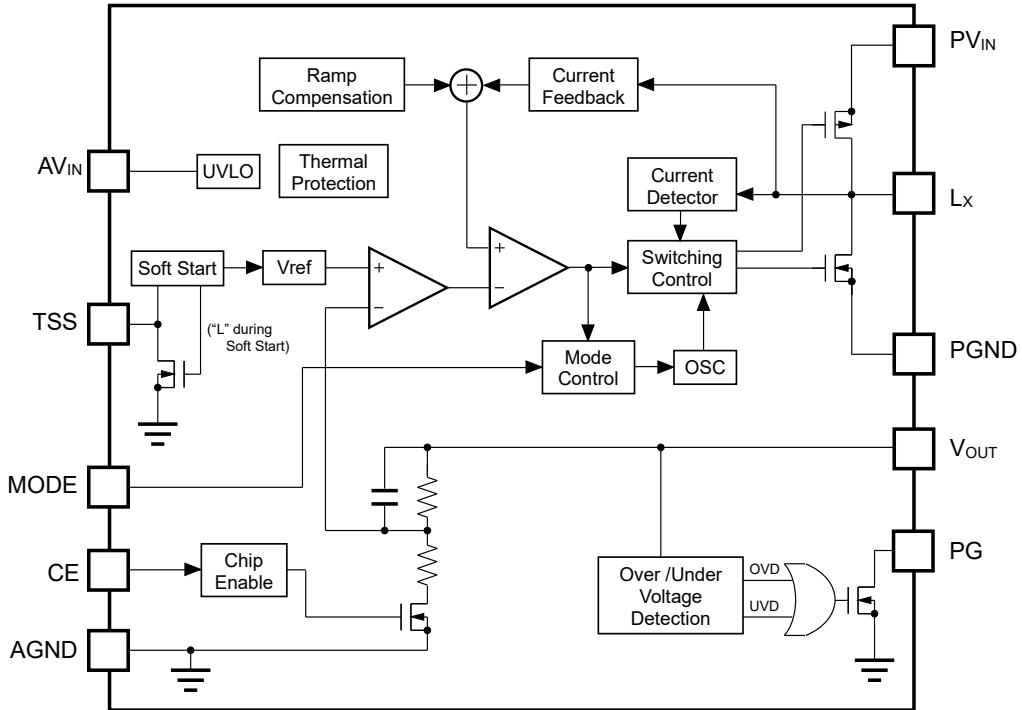 PVIN
Ramp
Compensation
Current
Feedback
AVIN
UVLO
Thermal
Protection
Current
Detector
LX
Soft Start
Vref
+
−
+
−
Switching
Control
TSS
("L" during
Soft Start)
Mode
Control
OSC
PGND
VOUT
MODE
CE
Chip
Enable
Over /Under
Voltage
Detection
OVD
UVD
PG
AGND